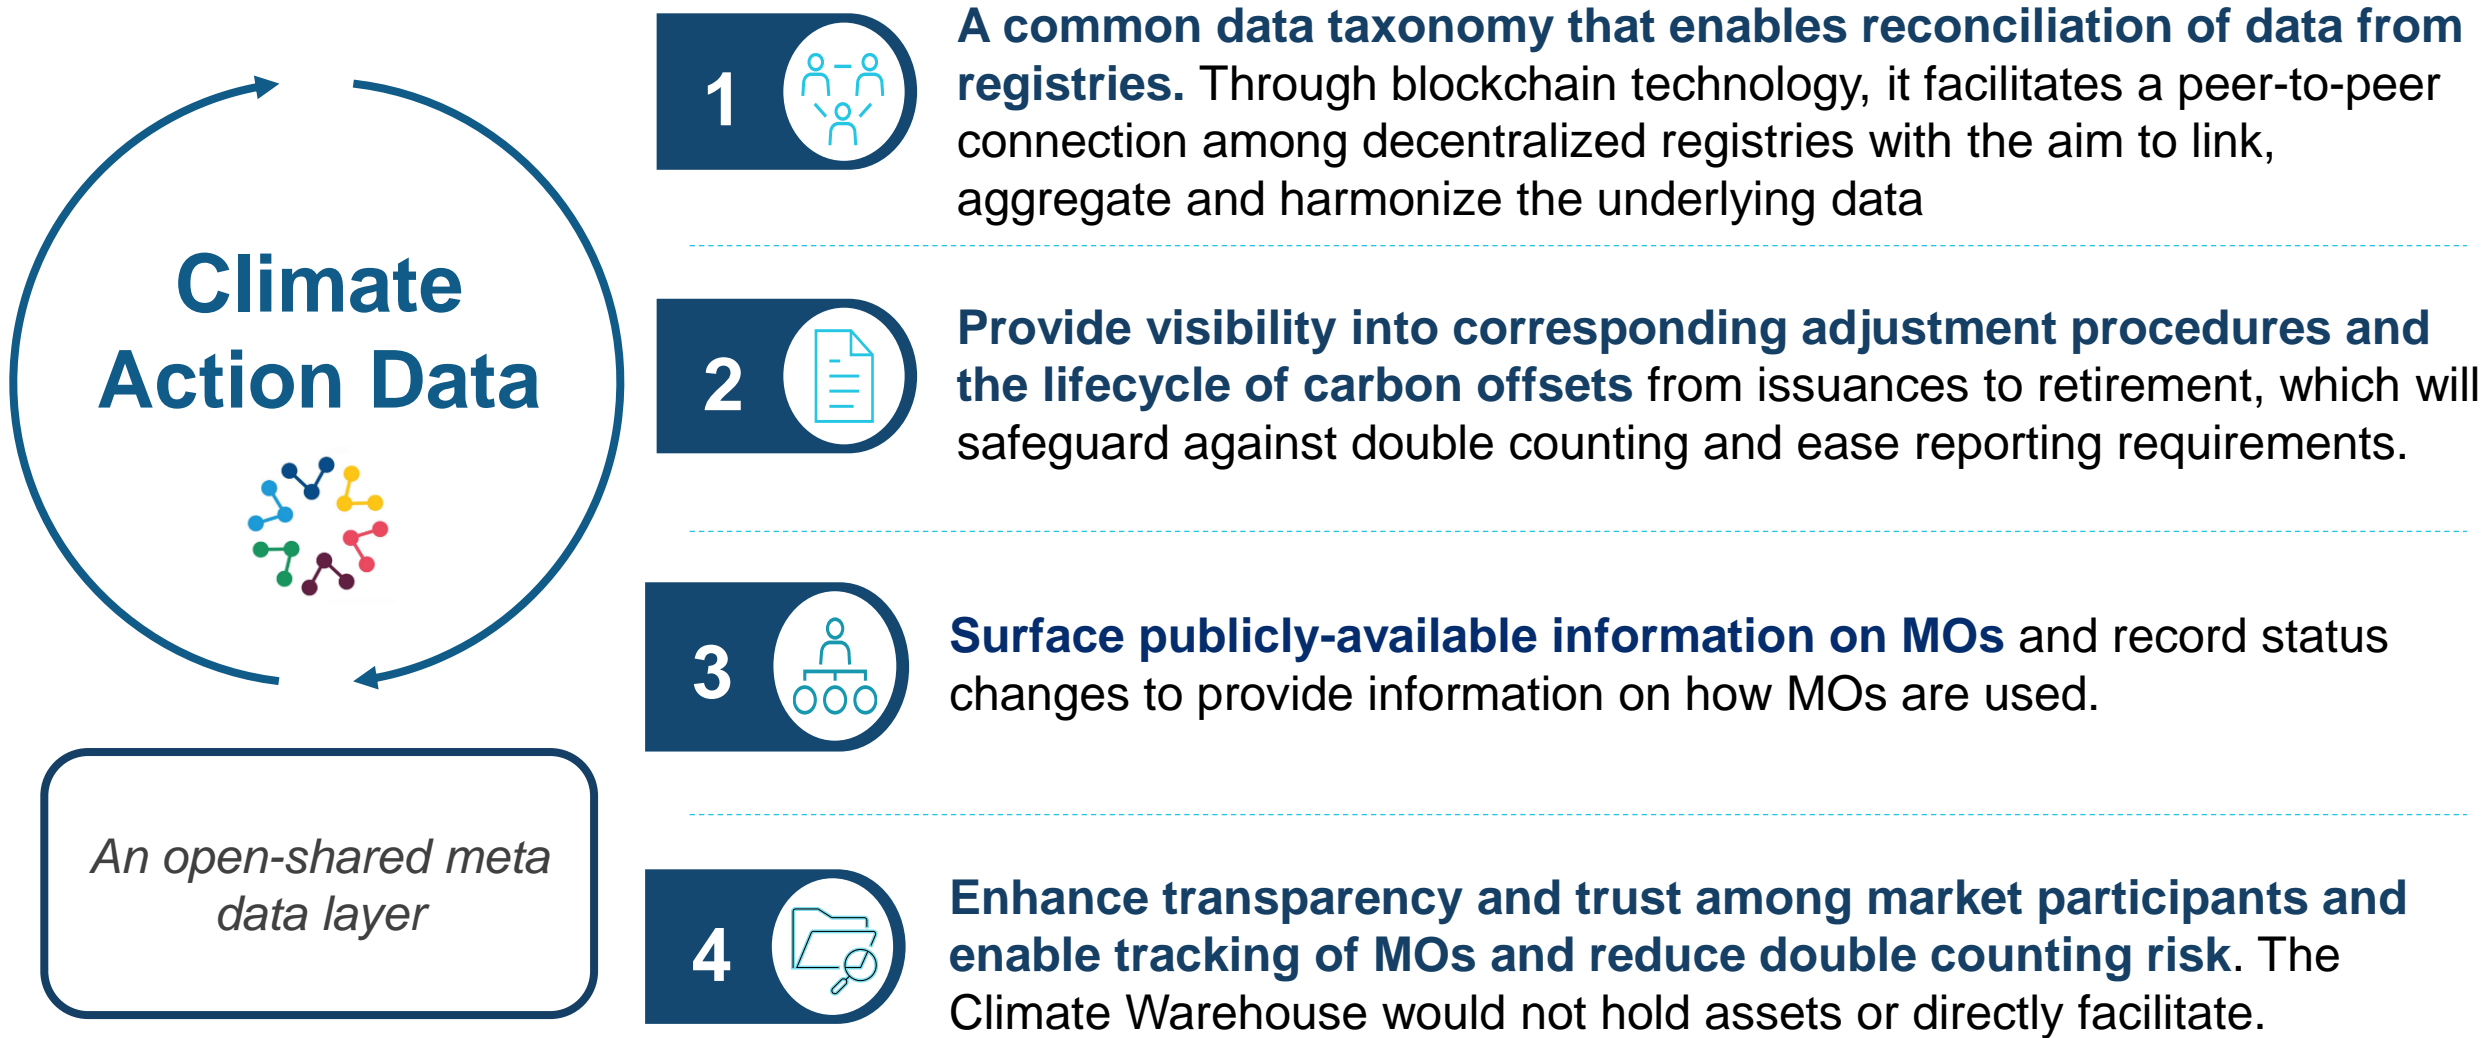 Climate
Action Data
An open-shared meta
data layer
1
A common data taxonomy that enables reconciliation of data from
registries. Through blockchain technology, it facilitates a peer-to-peer
connection among decentralized registries with the aim to link,
aggregate and harmonize the underlying data
2
Provide visibility into corresponding adjustment procedures and
the lifecycle of carbon offsets from issuances to retirement, which will
safeguard against double counting and ease reporting requirements.
3
Surface publicly-available information on MOs and record status
changes to provide information on how MOs are used.
4
Enhance transparency and trust among market participants and
enable tracking of MOs and reduce double counting risk. The
Climate Warehouse would not hold assets or directly facilitate.